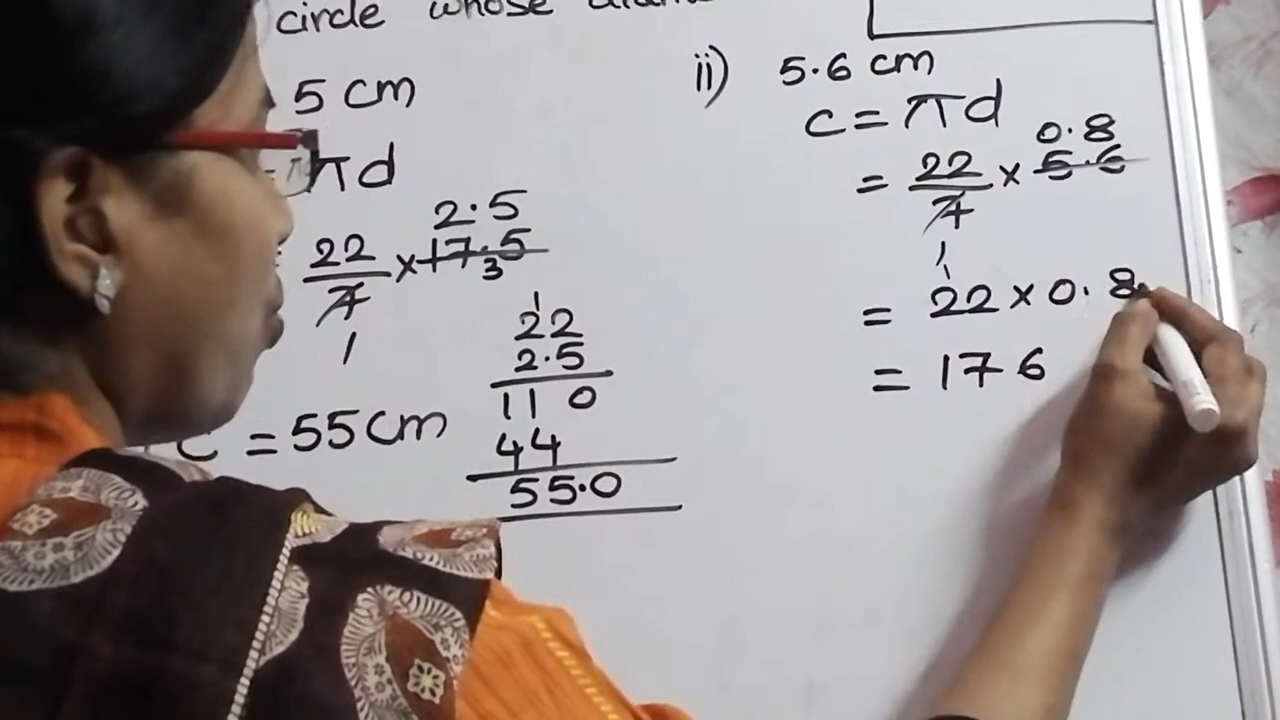 circle whose
5 cm
πd
2.5
22/7 × 17.5
3
1
1
22
2.5
110
44
55.0
C = 55 cm
ii) 5.6 cm
C = πd
0.8
= 22/7 × 5.6
1
1
= 22 × 0.8
= 176